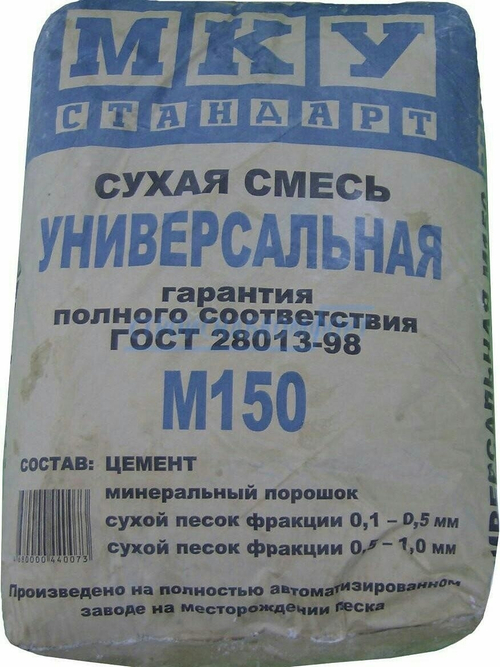 МКУ
СТАНДАРТ
СУХАЯ СМЕСЬ
УНИВЕРСАЛЬНАЯ
гарантия
полного соответствия
ГОСТ 28013-98
М150
СОСТАВ: ЦЕМЕНТ
минеральный порошок
сухой песок фракции 0,1 – 0,5 мм
сухой песок фракции 0,5 – 1,0 мм
Произведено на полностью автоматизированном
заводе на месторождении песка